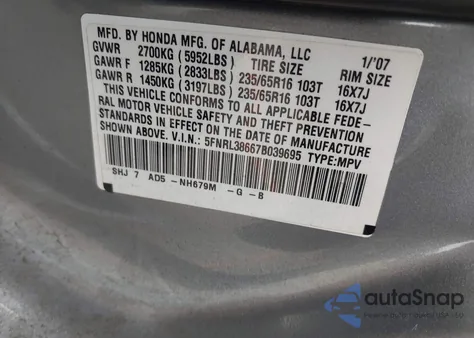 MFD. BY HONDA MFG. OF ALABAMA, LLC 1/'07
GVWR 2700KG (5952LBS) TIRE SIZE RIM SIZE
GAWR F 1285KG (2833LBS) 235/65R16 103T 16X7J
GAWR R 1450KG (3197LBS) 235/65R16 103T 16X7J
THIS VEHICLE CONFORMS TO ALL APPLICABLE FEDE-
RAL MOTOR VEHICLE SAFETY AND THEFT PREVENTION
STANDARDS IN EFFECT ON THE DATE OF MANUFACTURE
SHOWN ABOVE. V.I.N.: 5FNRL38667B039695 TYPE:MPV
SHJ 7 AD5 -NH679M -G -B
autoSnap